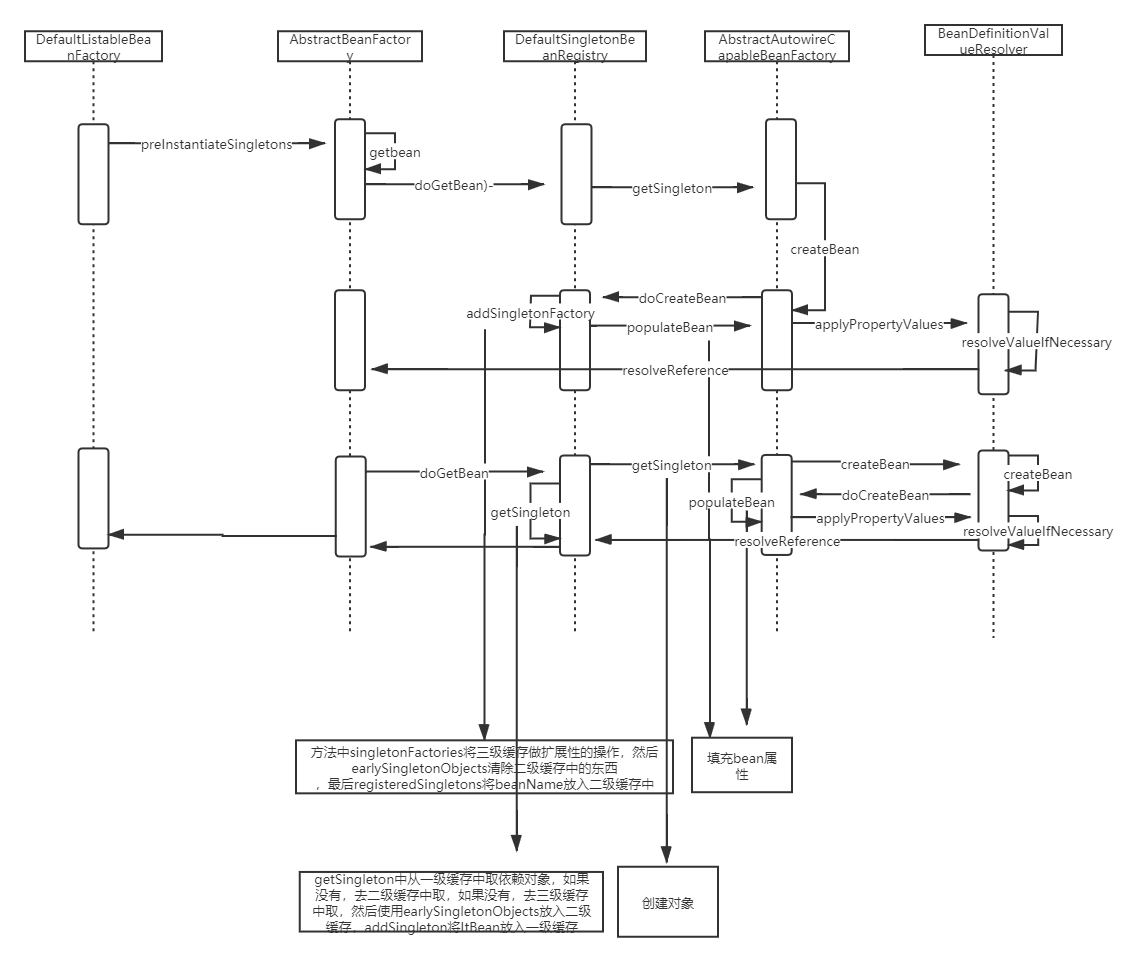 DefaultListableBea
nFactory
AbstractBeanFactor
y
DefaultSingletonBe
anRegistry
AbstractAutowireC
apableBeanFactory
BeanDefinitionVal
ueResolver
preInstantiateSingletons
getbean
doGetBean)-
getSingleton
createBean
doCreateBean
addSingletonFactory
populateBean
applyPropertyValues
resolveValueIfNecessary
resolveReference
doGetBean
getSingleton
createBean
createBean
doCreateBean
populateBean
getSingleton
applyPropertyValues
resolveValueIfNecessary
resolveReference
方法中singletonFactories将三级缓存做扩展性的操作，然后
earlySingletonObjects清除二级缓存中的东西
，最后registeredSingletons将beanName放入二级缓存中
填充bean属
性
getSingleton中从一级缓存中取依赖对象，如果
没有，去二级缓存中取，如果没有，去三级缓存
中取，然后使用earlySingletonObjects放入二级
缓存，addSingleton将ltBean放入一级缓存
创建对象